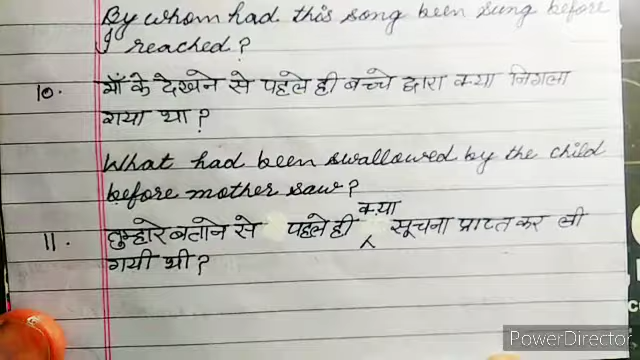 By whom had this song been sung before
I reached?
10. माँ के देखने से पहले ही बच्चे द्वारा क्या निगला
गया था?
What had been swallowed by the child
before mother saw?
11. तुम्हारे बताने से पहले ही क्या सूचना प्राप्त कर ली
गयी थी?
PowerDirector